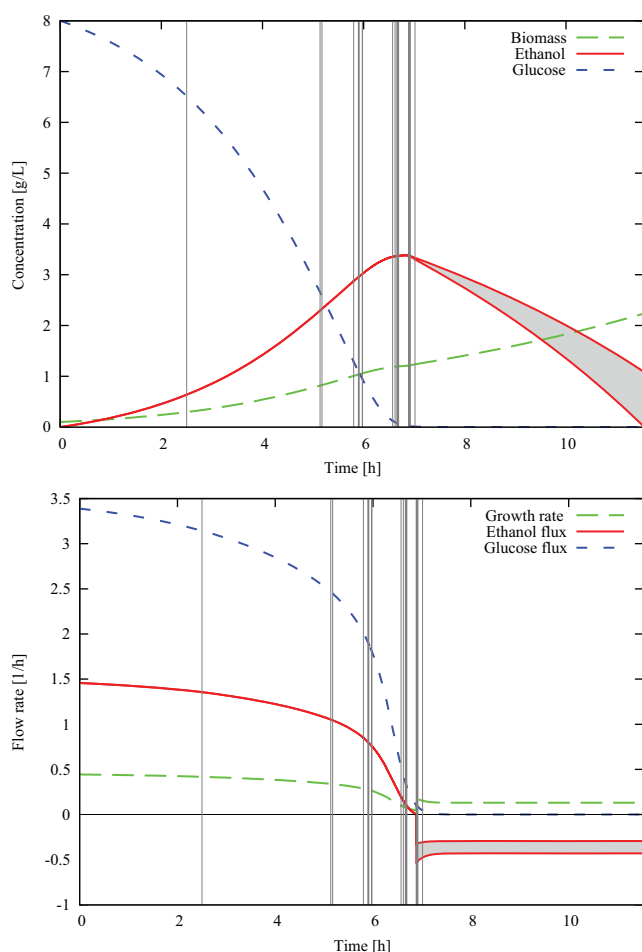 8
7
6
5
4
3
2
1
0
Concentration [g/L]
Biomass
Ethanol
Glucose
0 2 4 6 8 10
Time [h]
3.5
3
2.5
2
1.5
1
0.5
0
-0.5
-1
Flow rate [1/h]
Growth rate
Ethanol flux
Glucose flux
0 2 4 6 8 10
Time [h]